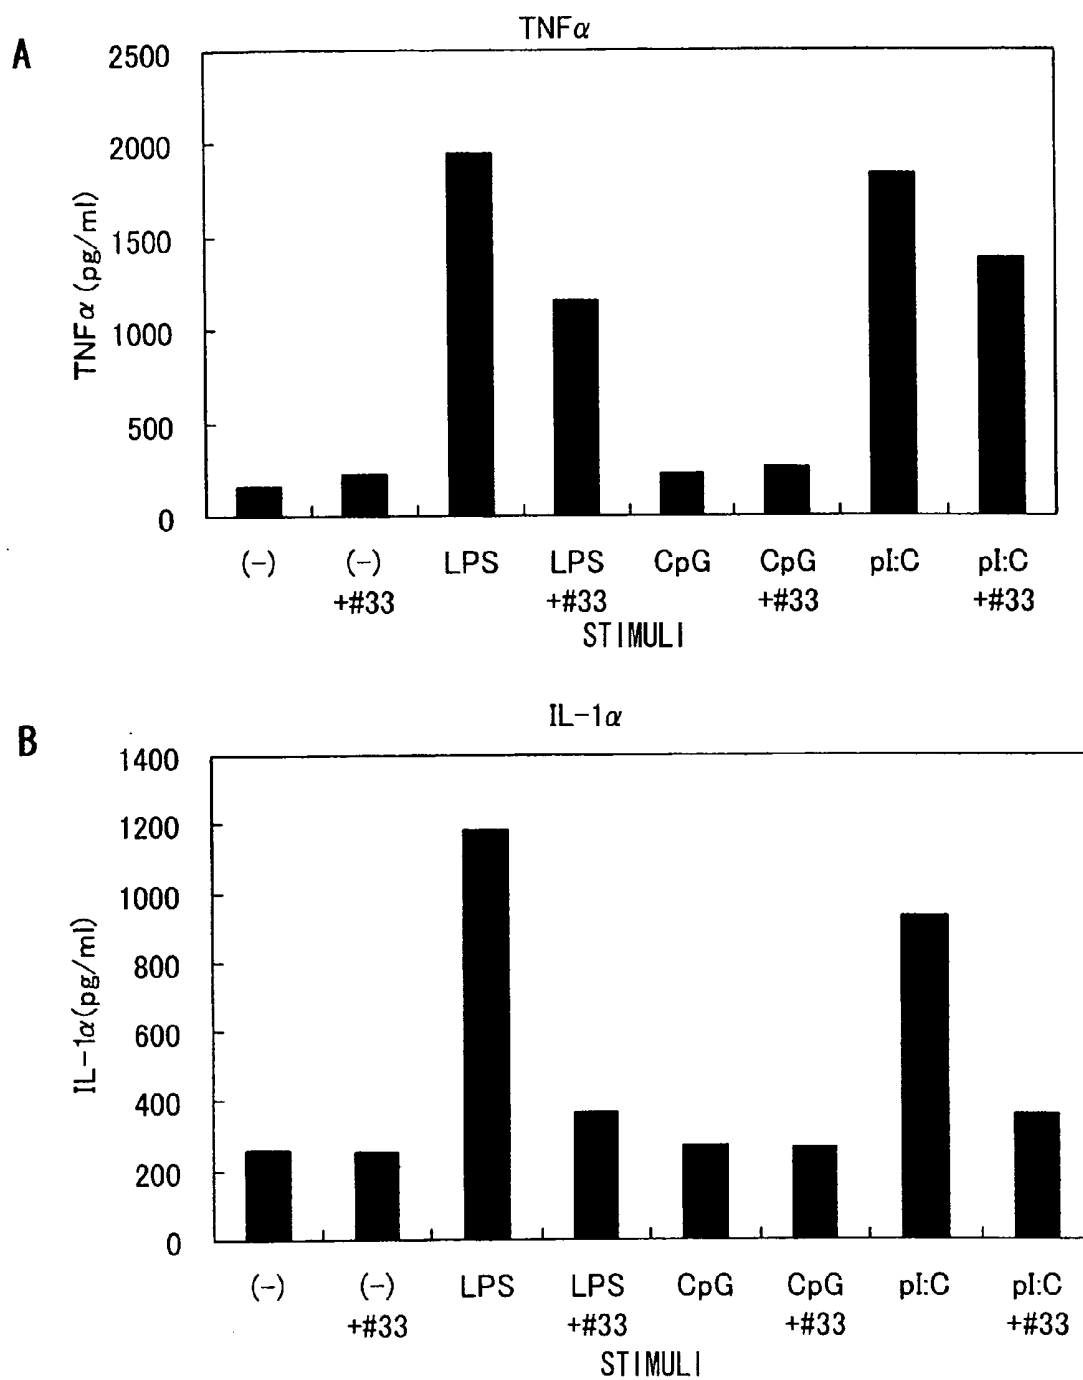 A
TNFα
2500
2000
1500
1000
500
0
TNFα (pg/ml)
(-) (-) LPS LPS CpG CpG pI:C pI:C
+#33 +#33 +#33 +#33
STIMULI
B
IL-1α
1400
1200
1000
800
600
400
200
0
IL-1α(pg/ml)
(-) (-) LPS LPS CpG CpG pI:C pI:C
+#33 +#33 +#33 +#33
STIMULI